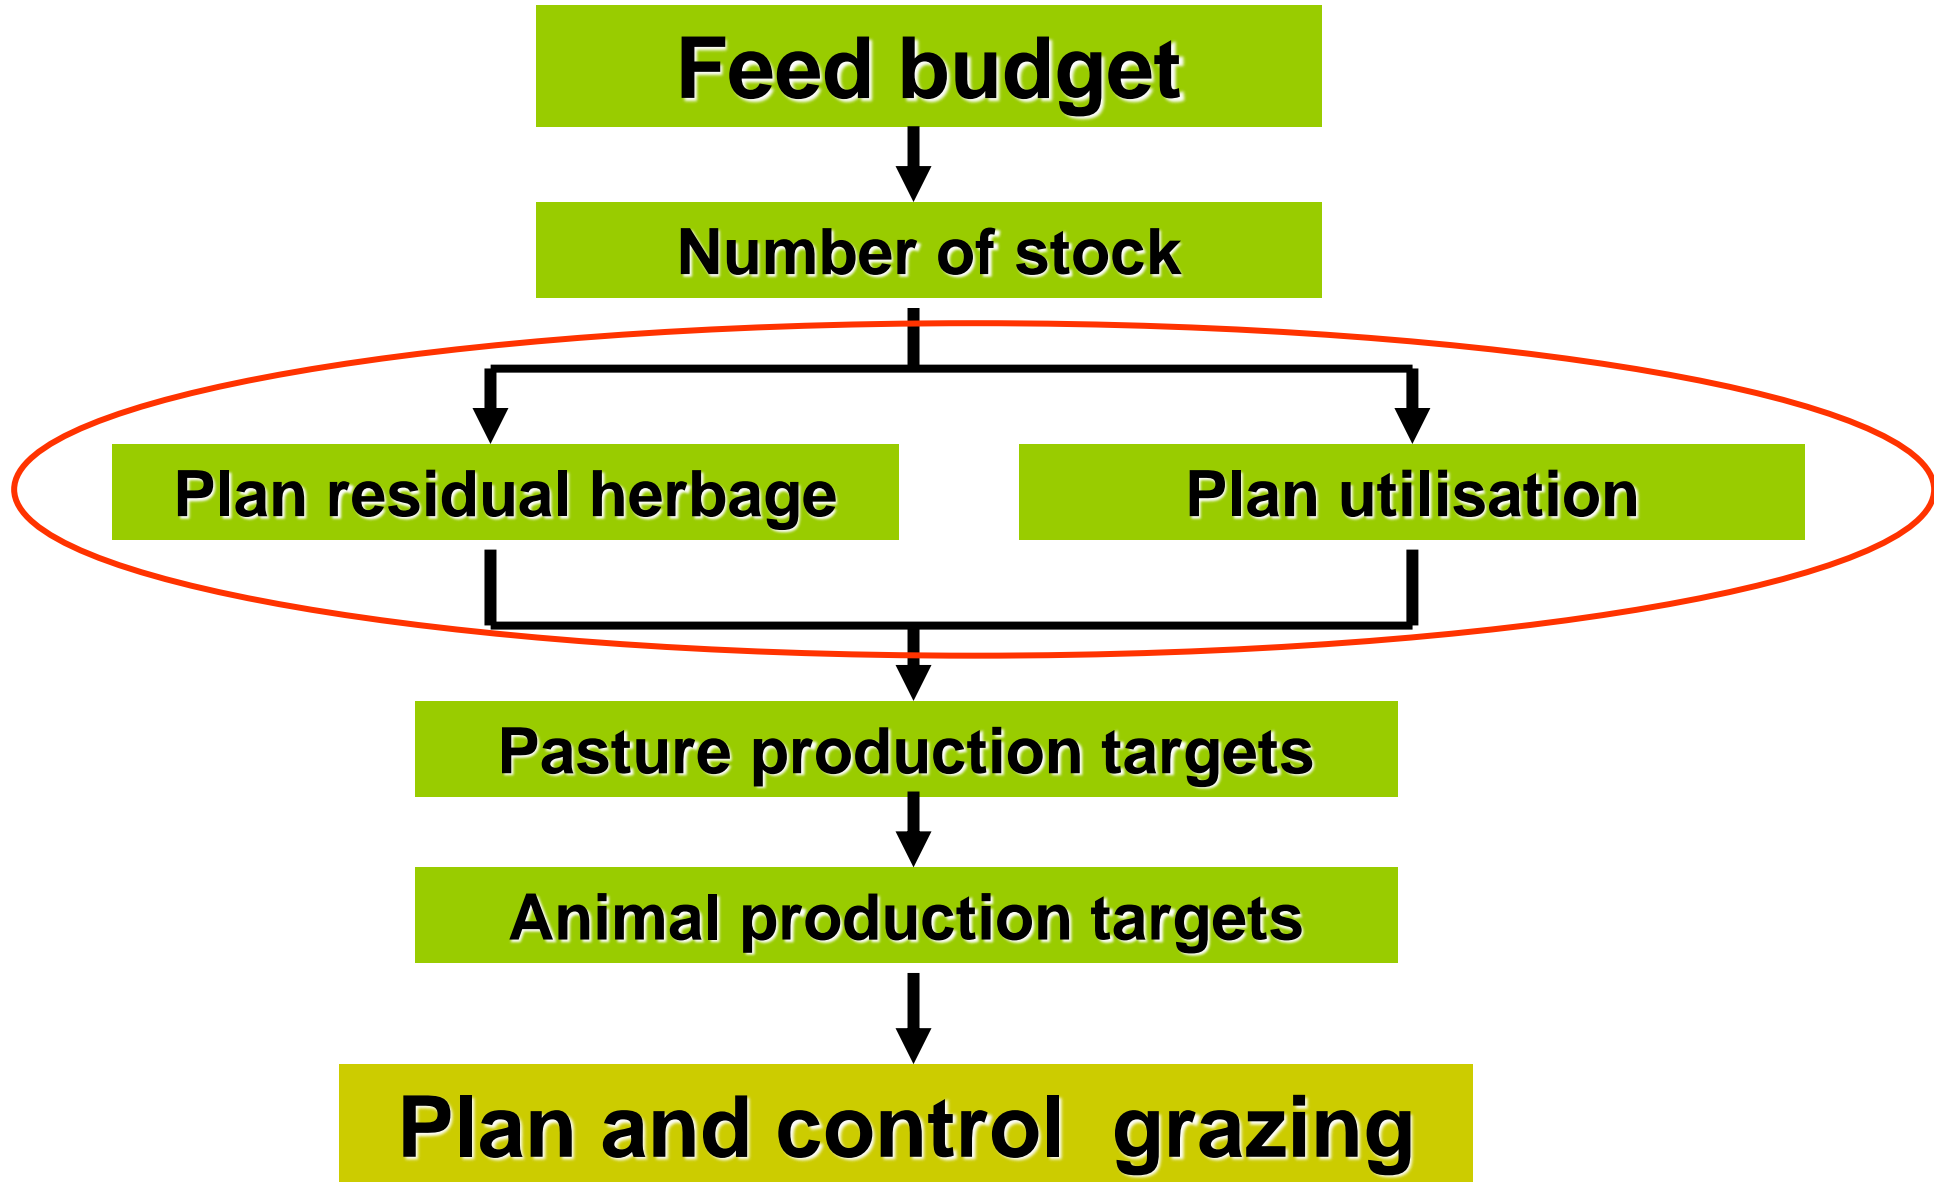 Feed budget
Number of stock
Plan residual herbage
Plan utilisation
Pasture production targets
Animal production targets
Plan and control  grazing